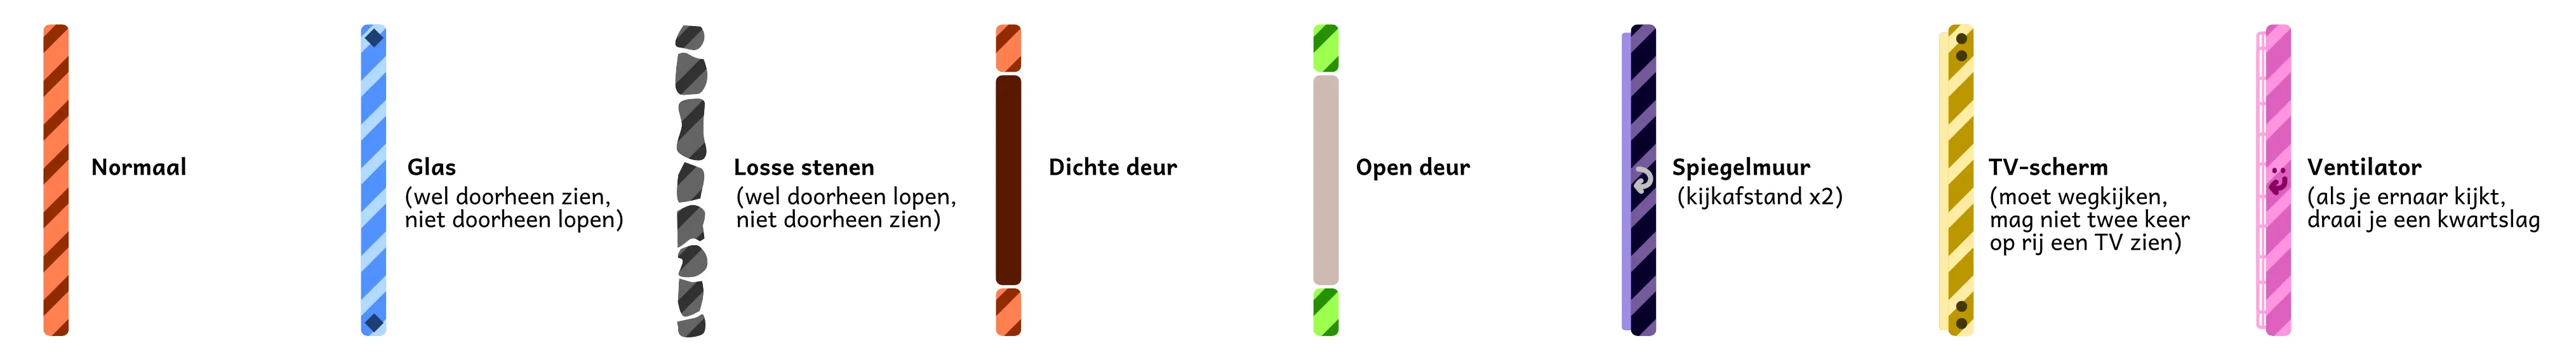 Normaal
Glas
(wel doorheen zien,
niet doorheen lopen)
Losse stenen
(wel doorheen lopen,
niet doorheen zien)
Dichte deur
Open deur
Spiegelmuur
(kijkafstand x2)
TV-scherm
(moet wegkijken,
mag niet twee keer
op rij een TV zien)
Ventilator
(als je ernaar kijkt,
draai je een kwartslag